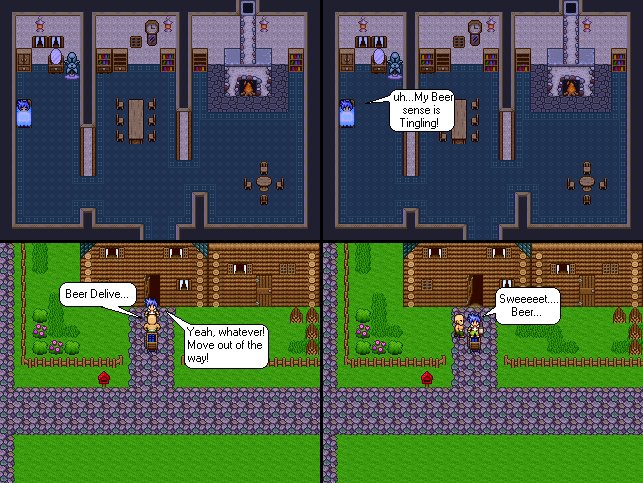 uh...My Beer
sense is
Tingling!
Beer Delive...
Yeah, whatever!
Move out of the
way!
Sweeeeet....
Beer...